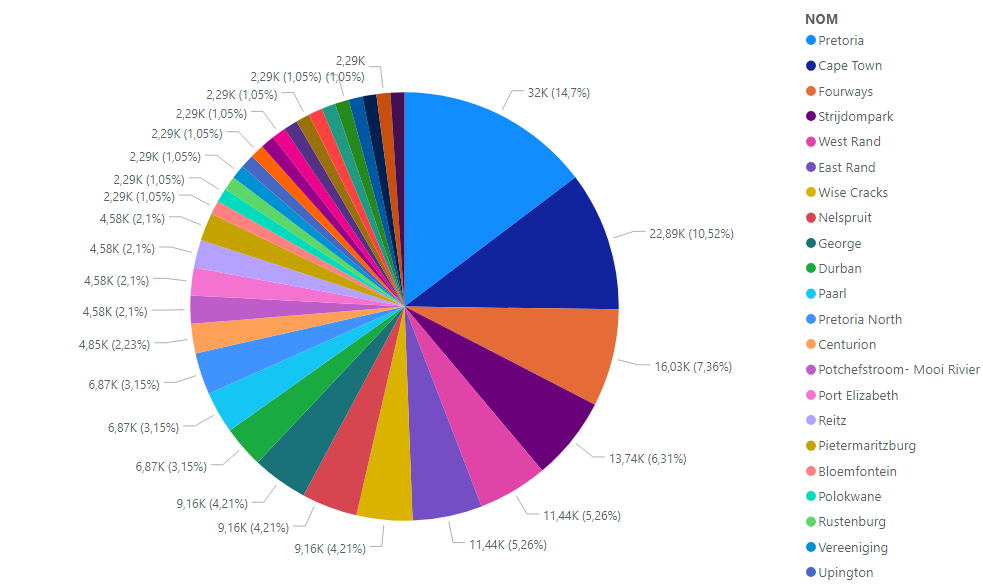 NOM
Pretoria
Cape Town
Fourways
Strijdompark
West Rand
East Rand
Wise Cracks
Nelspruit
George
Durban
Paarl
Pretoria North
Centurion
Potchefstroom- Mooi Rivier
Port Elizabeth
Reitz
Pietermaritzburg
Bloemfontein
Polokwane
Rustenburg
Vereeniging
Upington
32K (14,7%)
22,89K (10,52%)
16,03K (7,36%)
13,74K (6,31%)
11,44K (5,26%)
11,44K (5,26%)
9,16K (4,21%)
9,16K (4,21%)
9,16K (4,21%)
6,87K (3,15%)
6,87K (3,15%)
6,87K (3,15%)
4,85K (2,23%)
4,58K (2,1%)
4,58K (2,1%)
4,58K (2,1%)
4,58K (2,1%)
2,29K (1,05%)
2,29K (1,05%)
2,29K (1,05%)
2,29K (1,05%)
2,29K (1,05%)
2,29K (1,05%)
2,29K (1,05%)
2,29K
(1,05%)